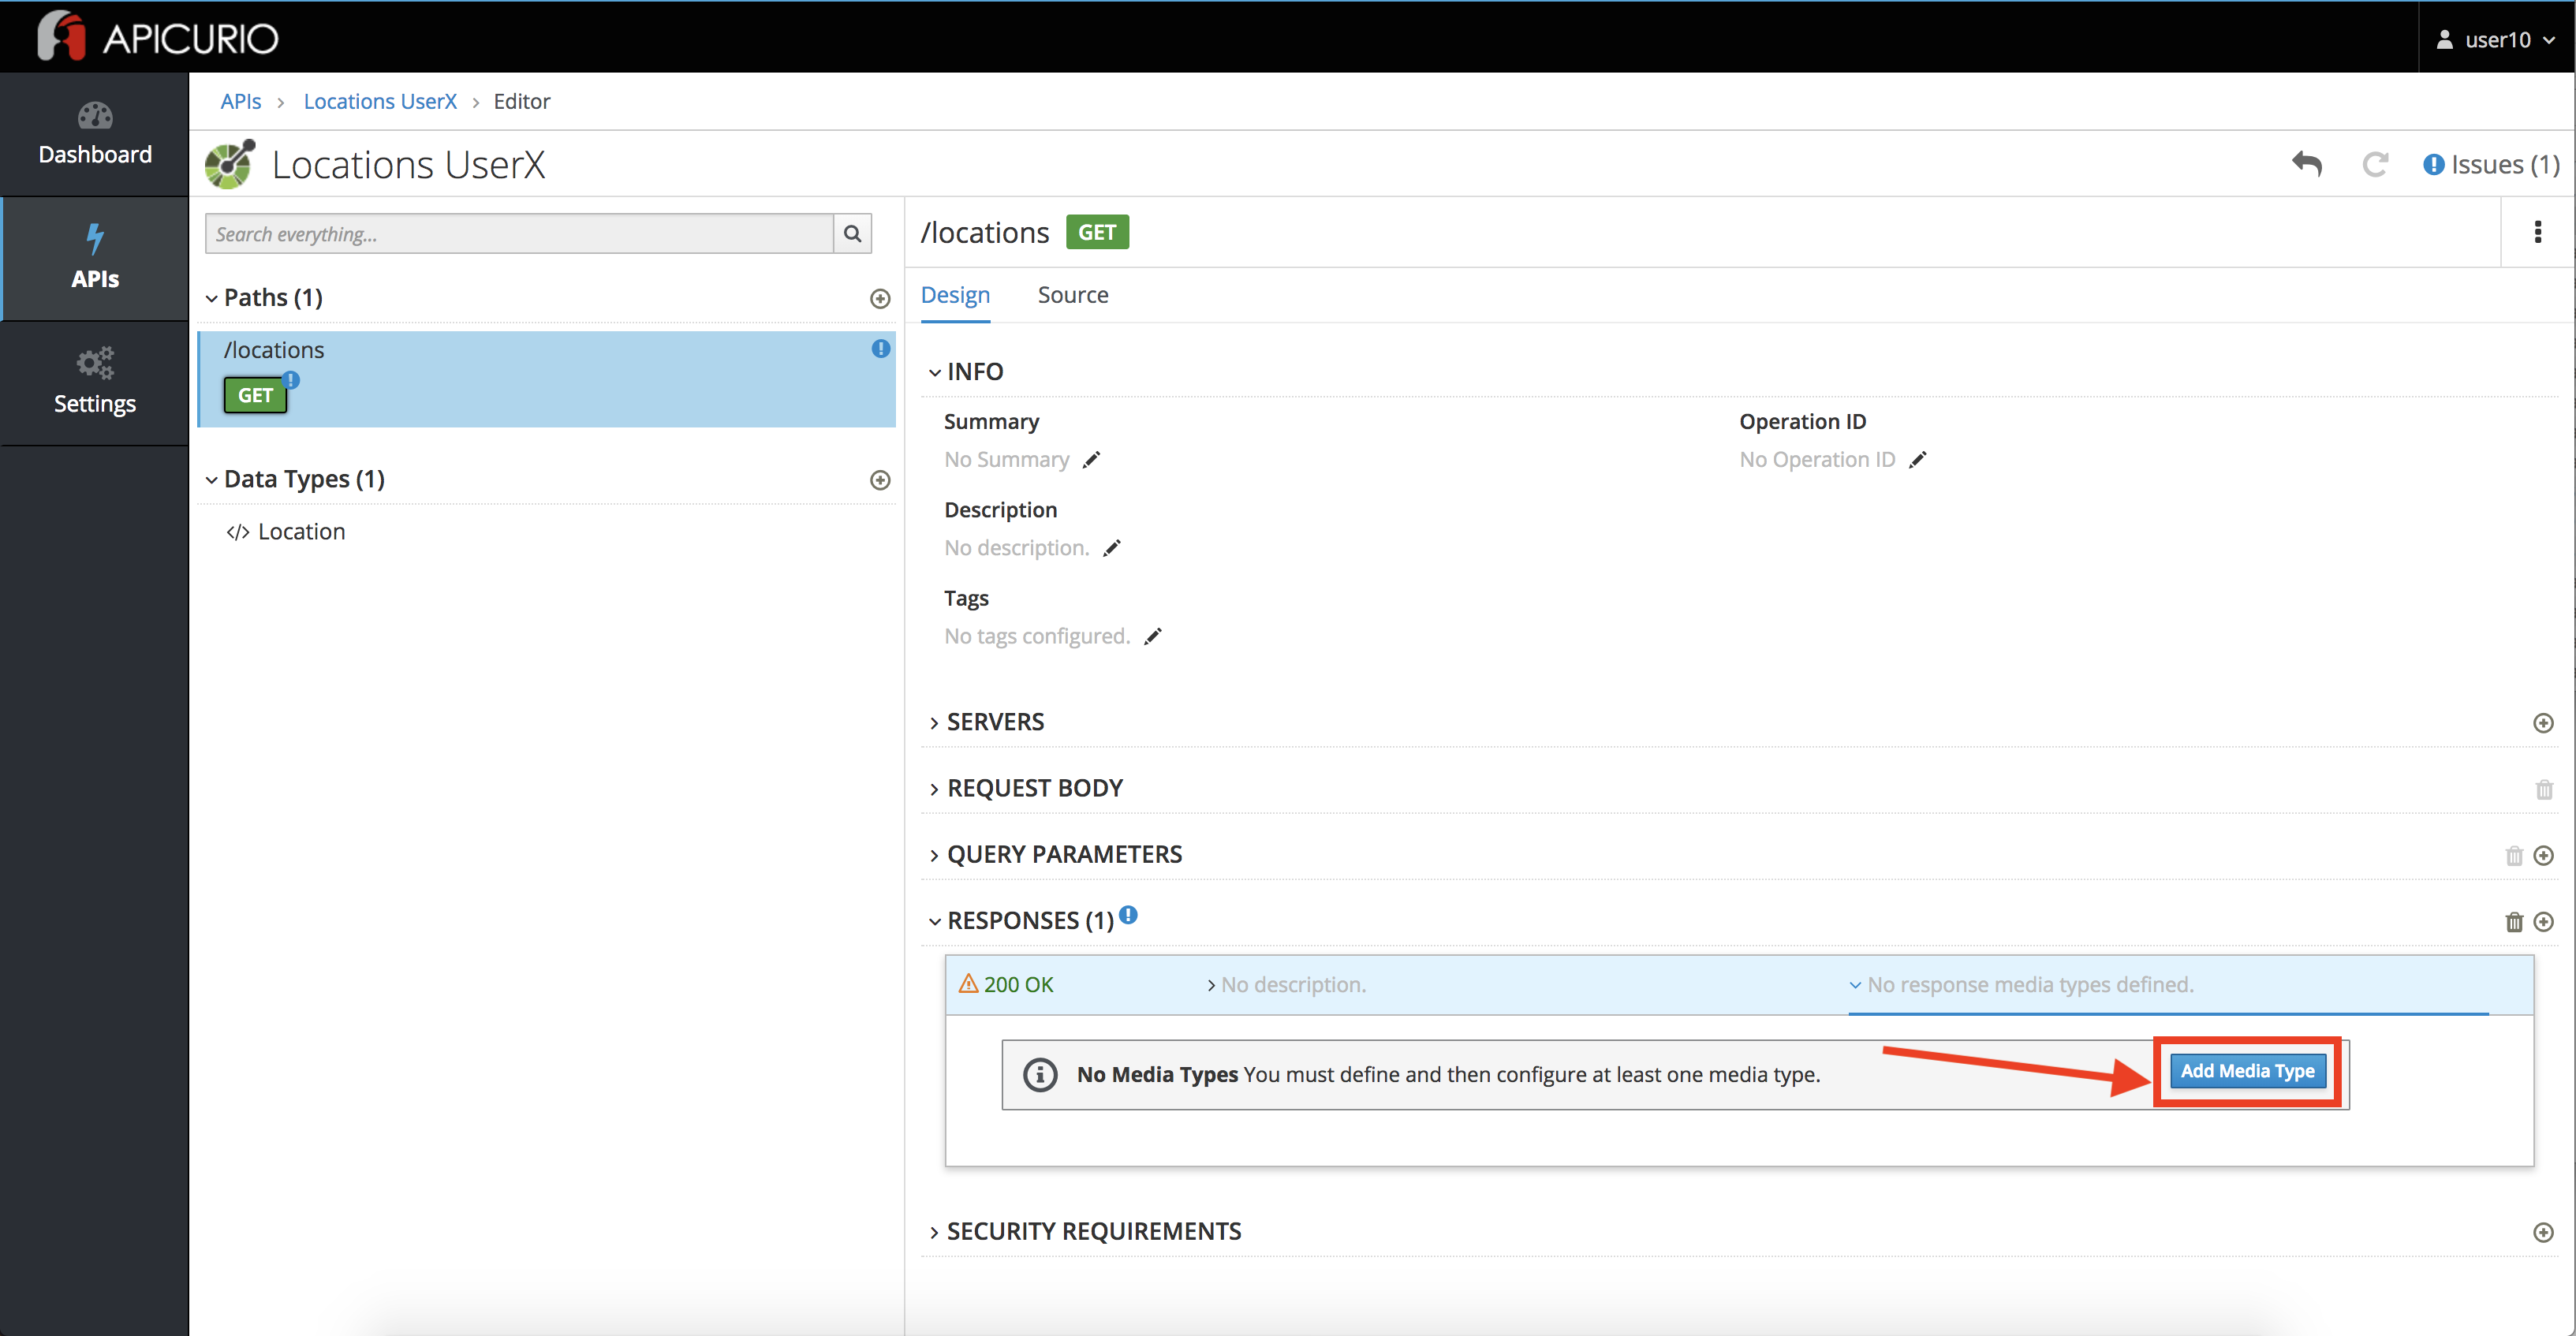 APICURIO
user10
Dashboard
APIs
Settings
APIs > Locations UserX > Editor
Locations UserX
Issues (1)
Search everything...
Paths (1)
/locations
GET
Data Types (1)
</> Location
/locations GET
Design Source
INFO
Summary
Operation ID
No Summary
No Operation ID
Description
No description.
Tags
No tags configured.
SERVERS
REQUEST BODY
QUERY PARAMETERS
RESPONSES (1)
200 OK
No description.
No response media types defined.
No Media Types You must define and then configure at least one media type.
Add Media Type
SECURITY REQUIREMENTS